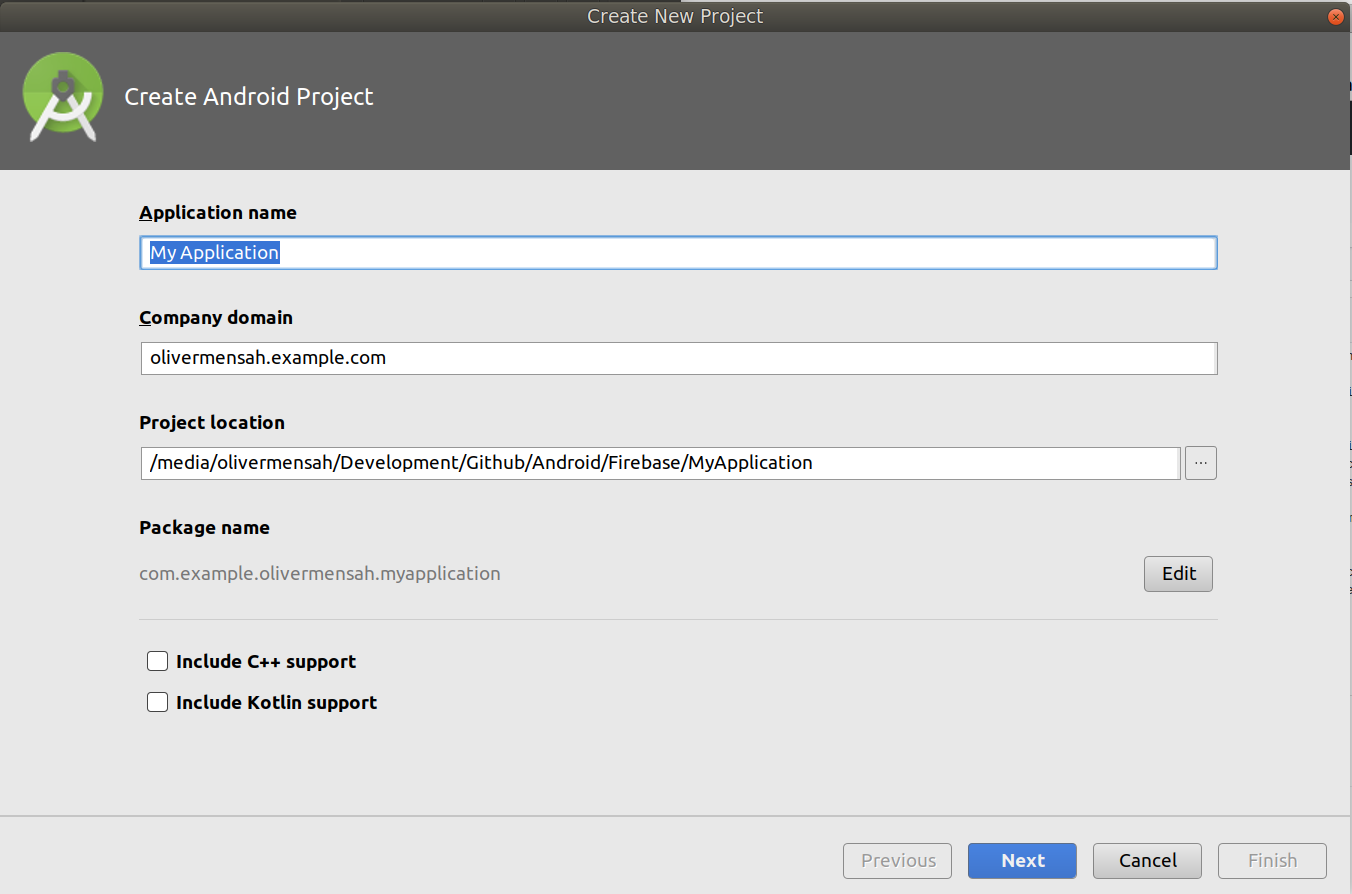 Create New Project
Create Android Project
Application name
My Application
Company domain
olivermensah.example.com
Project location
/media/olivermensah/Development/Github/Android/Firebase/MyApplication
...
Package name
com.example.olivermensah.myapplication
Edit
Include C++ support
Include Kotlin support
Previous
Next
Cancel
Finish